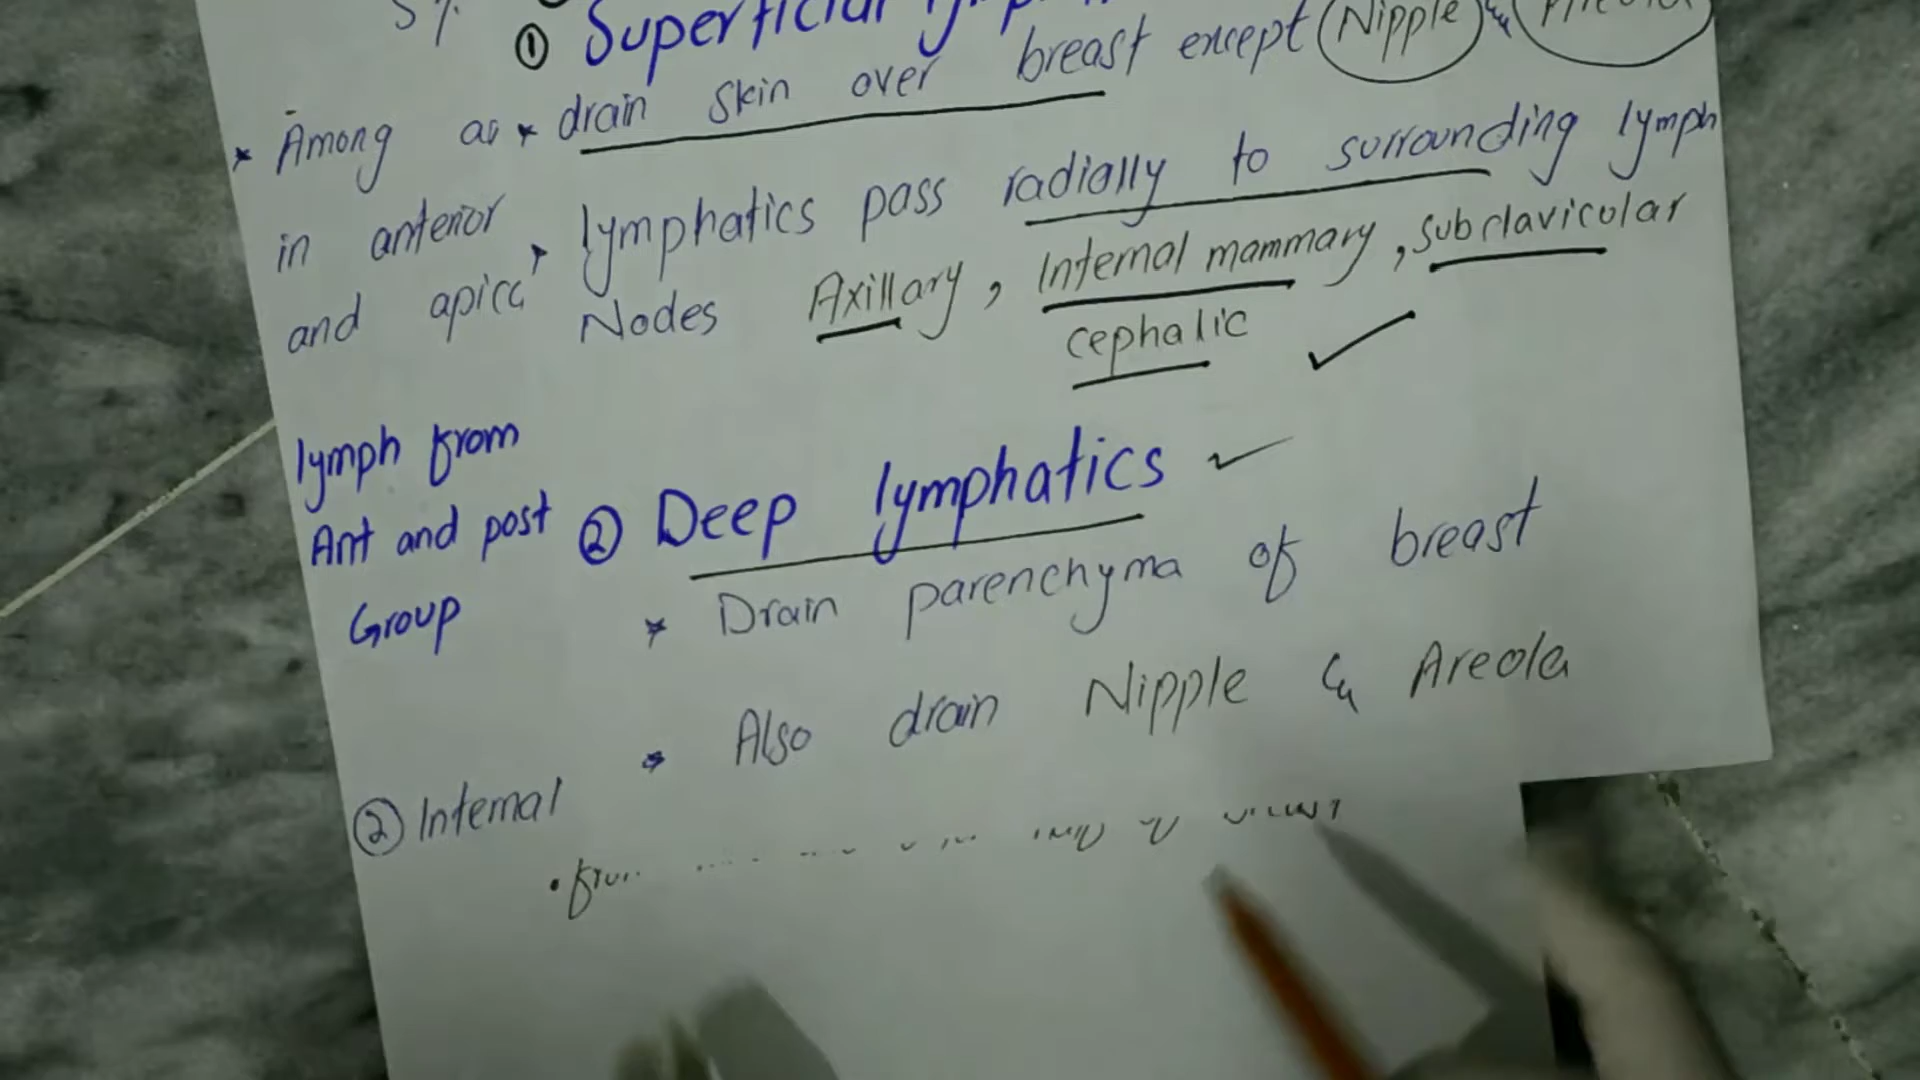 5%
① Superficial
breast except Nipple &
* Among
* drain skin over
in anterior
lymphatics pass radially to surrounding lymph
and
Nodes Axillary, Internal mammary, subclavicular
cephalic
lymph from
Ant and post
Group
② Deep lymphatics
* Drain parenchyma of breast
* Also drain Nipple & Areola
② Internal